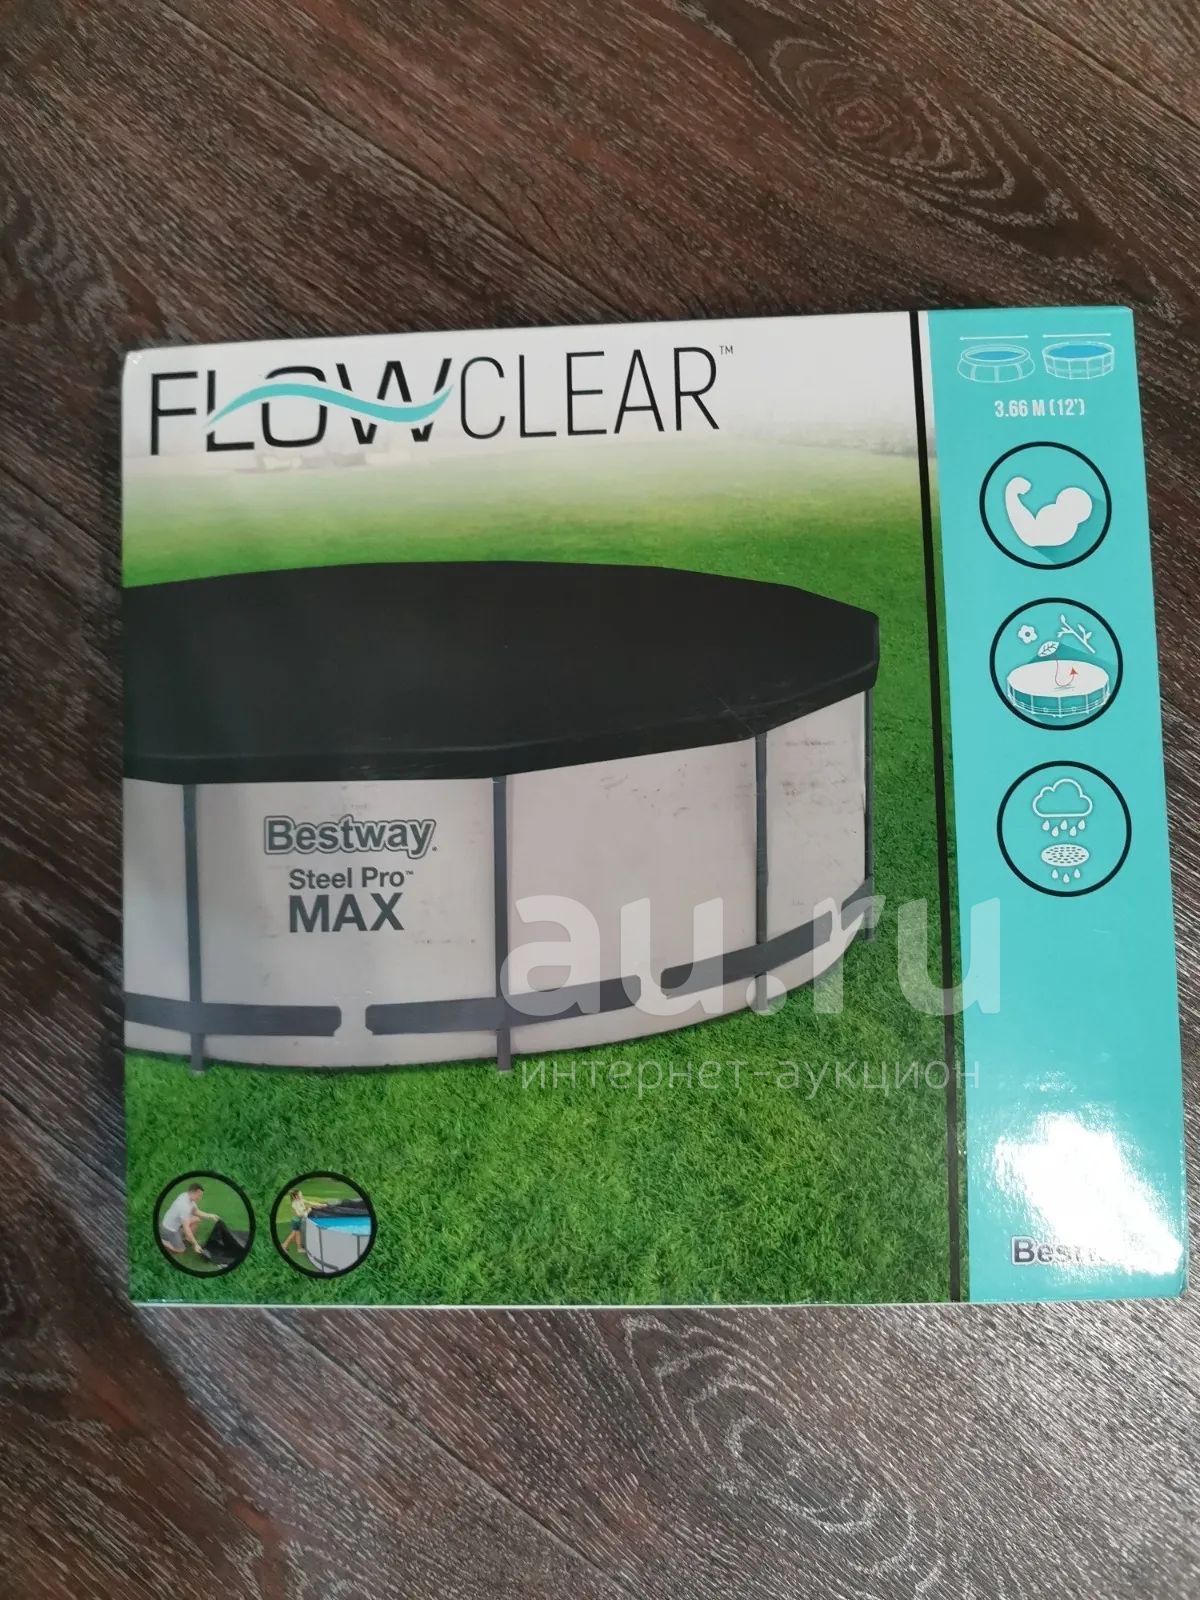 FLOWCLEAR™
3.66 M (12')
Bestway®
Steel Pro™
MAX
au.ru
интернет-аукцион